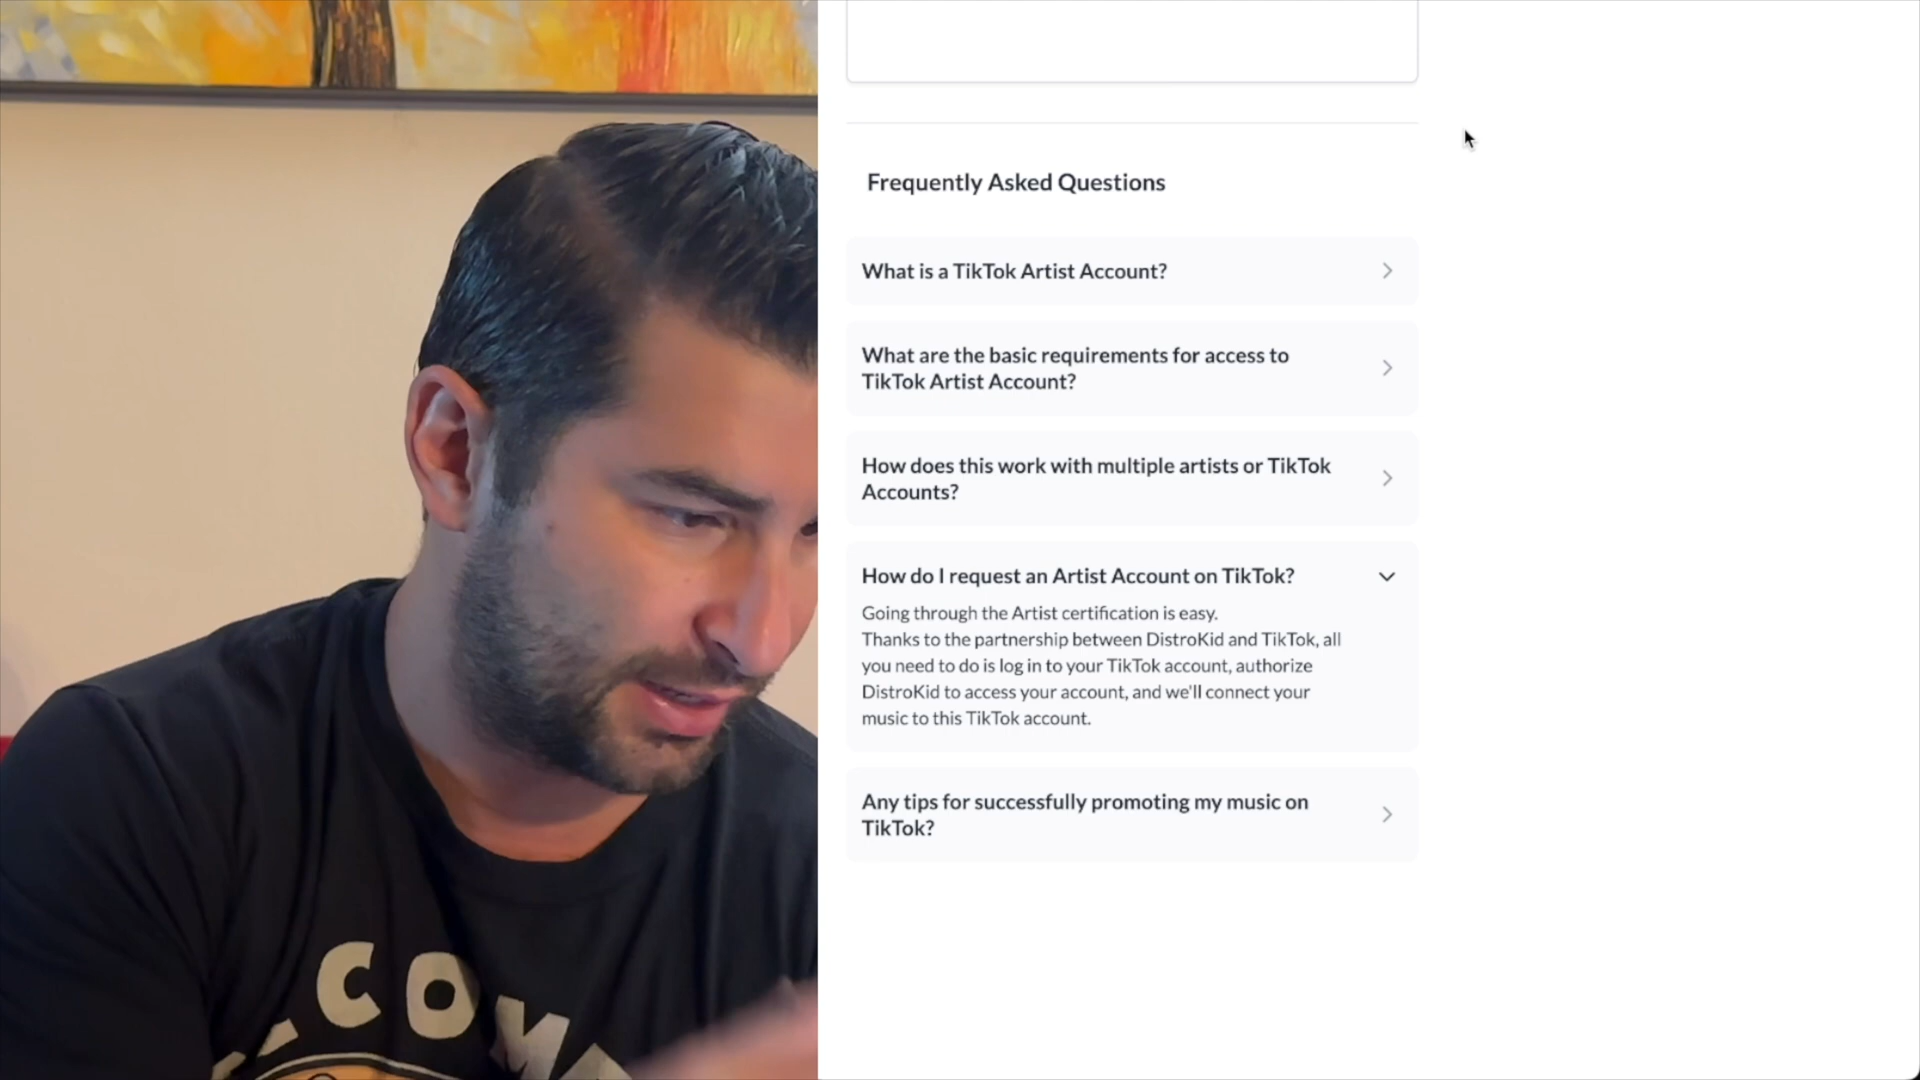 Frequently Asked Questions
What is a TikTok Artist Account?
What are the basic requirements for access to
TikTok Artist Account?
How does this work with multiple artists or TikTok
Accounts?
How do I request an Artist Account on TikTok?
Going through the Artist certification is easy.
Thanks to the partnership between DistroKid and TikTok, all
you need to do is log in to your TikTok account, authorize
DistroKid to access your account, and we'll connect your
music to this TikTok account.
Any tips for successfully promoting my music on
TikTok?